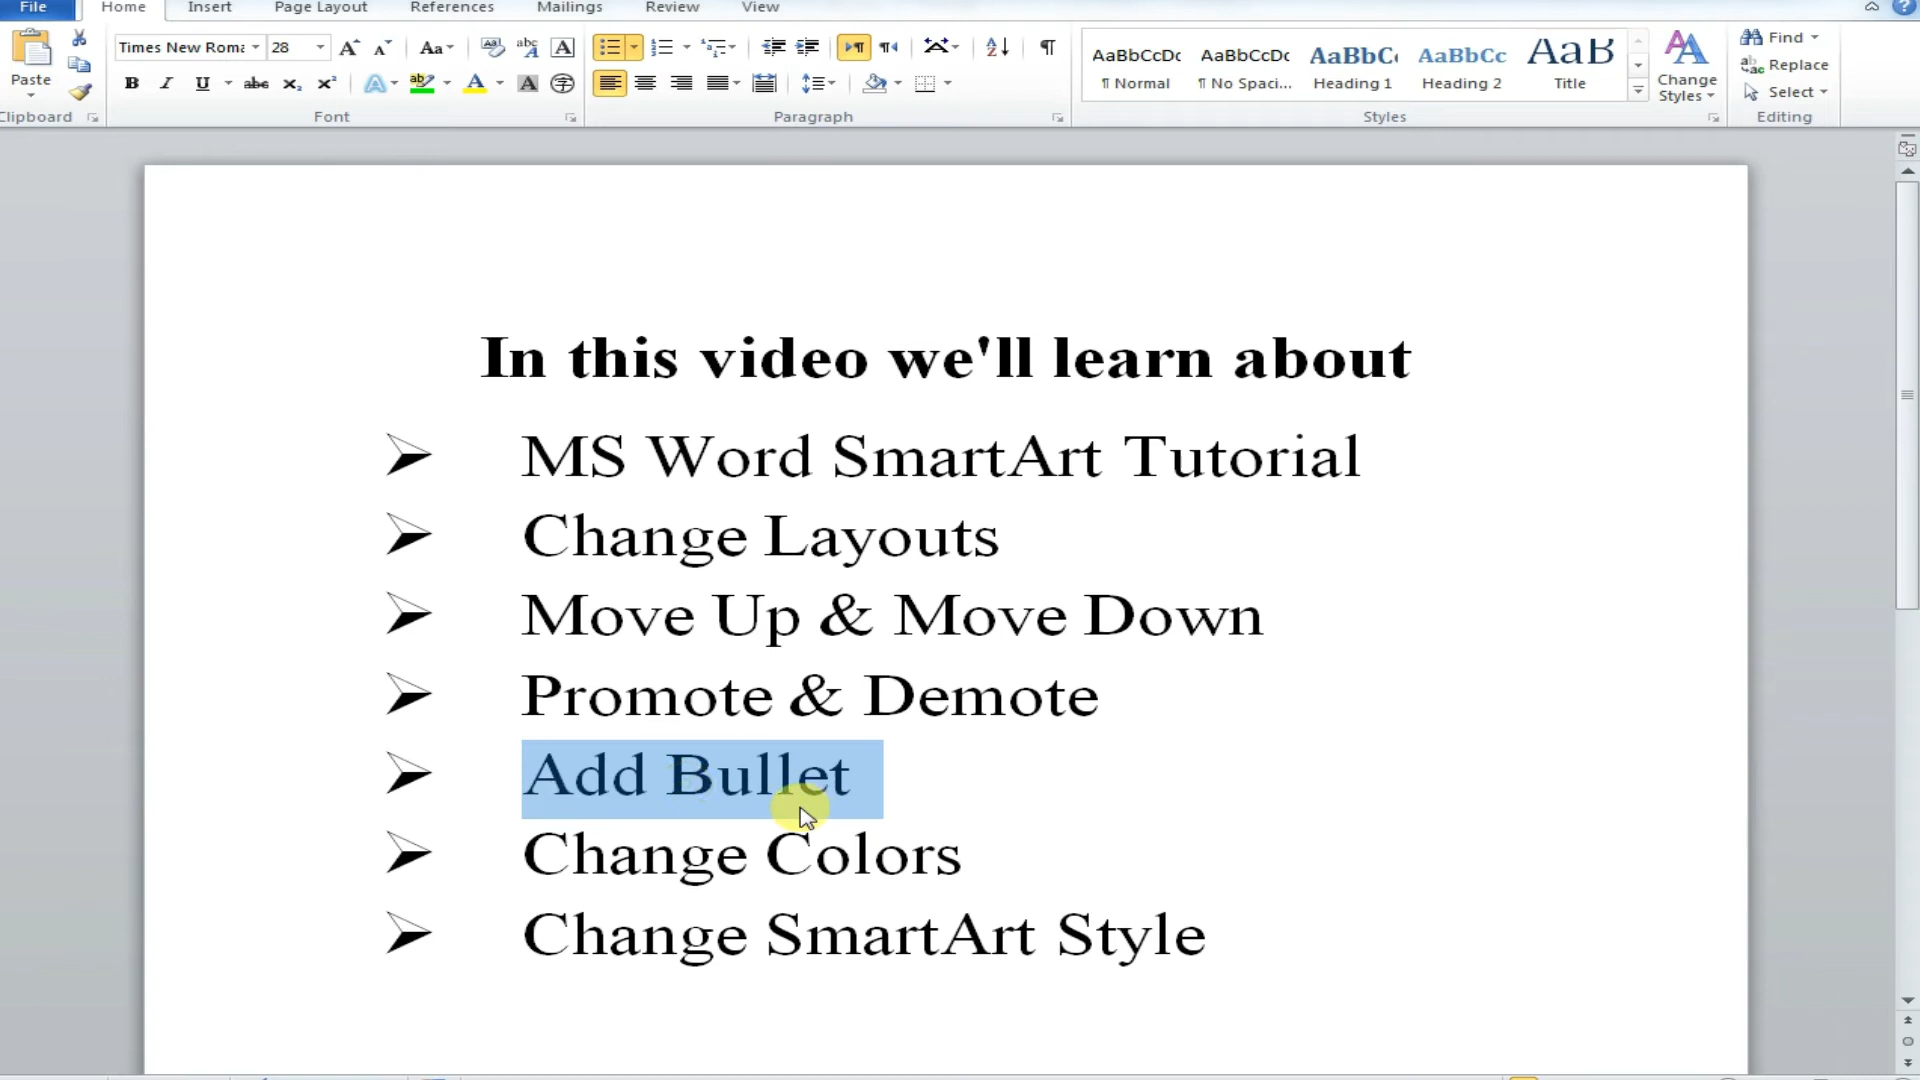 File Home Insert Page Layout References Mailings Review View
Times New Roma 28 Aa
Paste
AaBbCcDc AaBbCcDc AaBbC AaBbCc AaB
¶ Normal ¶ No Spaci... Heading 1 Heading 2 Title
Change Styles
Find
Replace
Select
Clipboard Font Paragraph Styles Editing
In this video we'll learn about
➢ MS Word SmartArt Tutorial
➢ Change Layouts
➢ Move Up & Move Down
➢ Promote & Demote
➢ Add Bullet
➢ Change Colors
➢ Change SmartArt Style